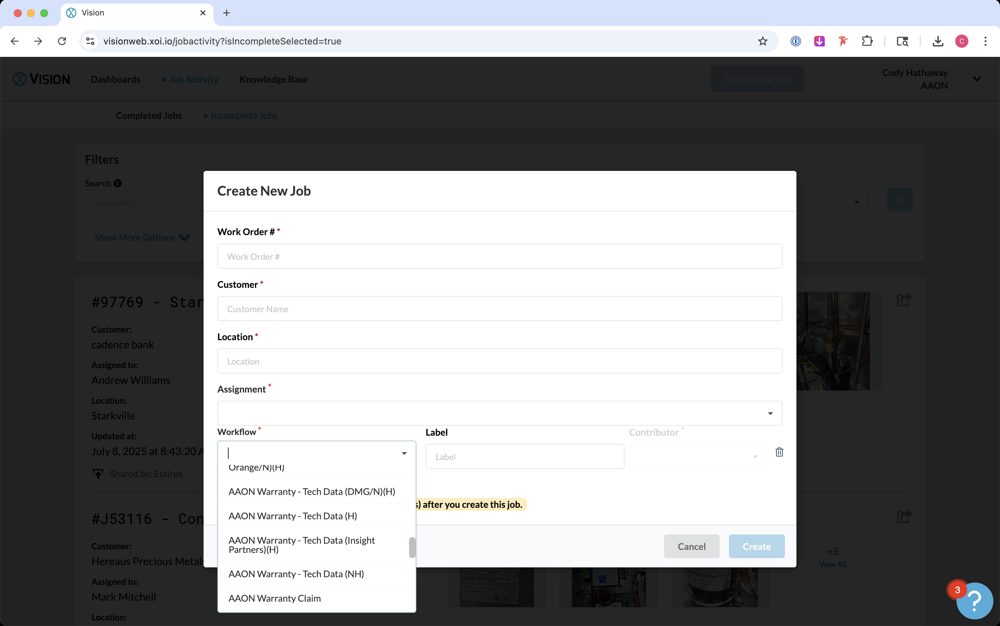 Vision
visionweb.xoi.io/jobactivity?isIncompleteSelected=true
C
VISION
Dashboards
Job Activity
Knowledge Base
Create New Job
Cody Hathaway
AAON
Completed Jobs
Incomplete Jobs
Filters
Search
keyword(s)
Show More Options
Create New Job
Work Order # *
Work Order #
Customer *
Customer Name
Location *
Location
Assignment *
Workflow *
Label
Contributor *
Label
Orange/N)(H)
AAON Warranty - Tech Data (DMG/N)(H)
AAON Warranty - Tech Data (H)
AAON Warranty - Tech Data (Insight
Partners)(H)
AAON Warranty - Tech Data (NH)
AAON Warranty Claim
s) after you create this job.
Cancel
Create
#97769 - Star
Customer:
cadence bank
Assigned to:
Andrew Williams
Location:
Starkville
Updated at:
July 8, 2025 at 8:43:20 A
Shared by: Etairos
#J53116 - Con
Customer:
Hereaus Precious Metals
Assigned to:
Mark Mitchell
Location:
+5
View All
3